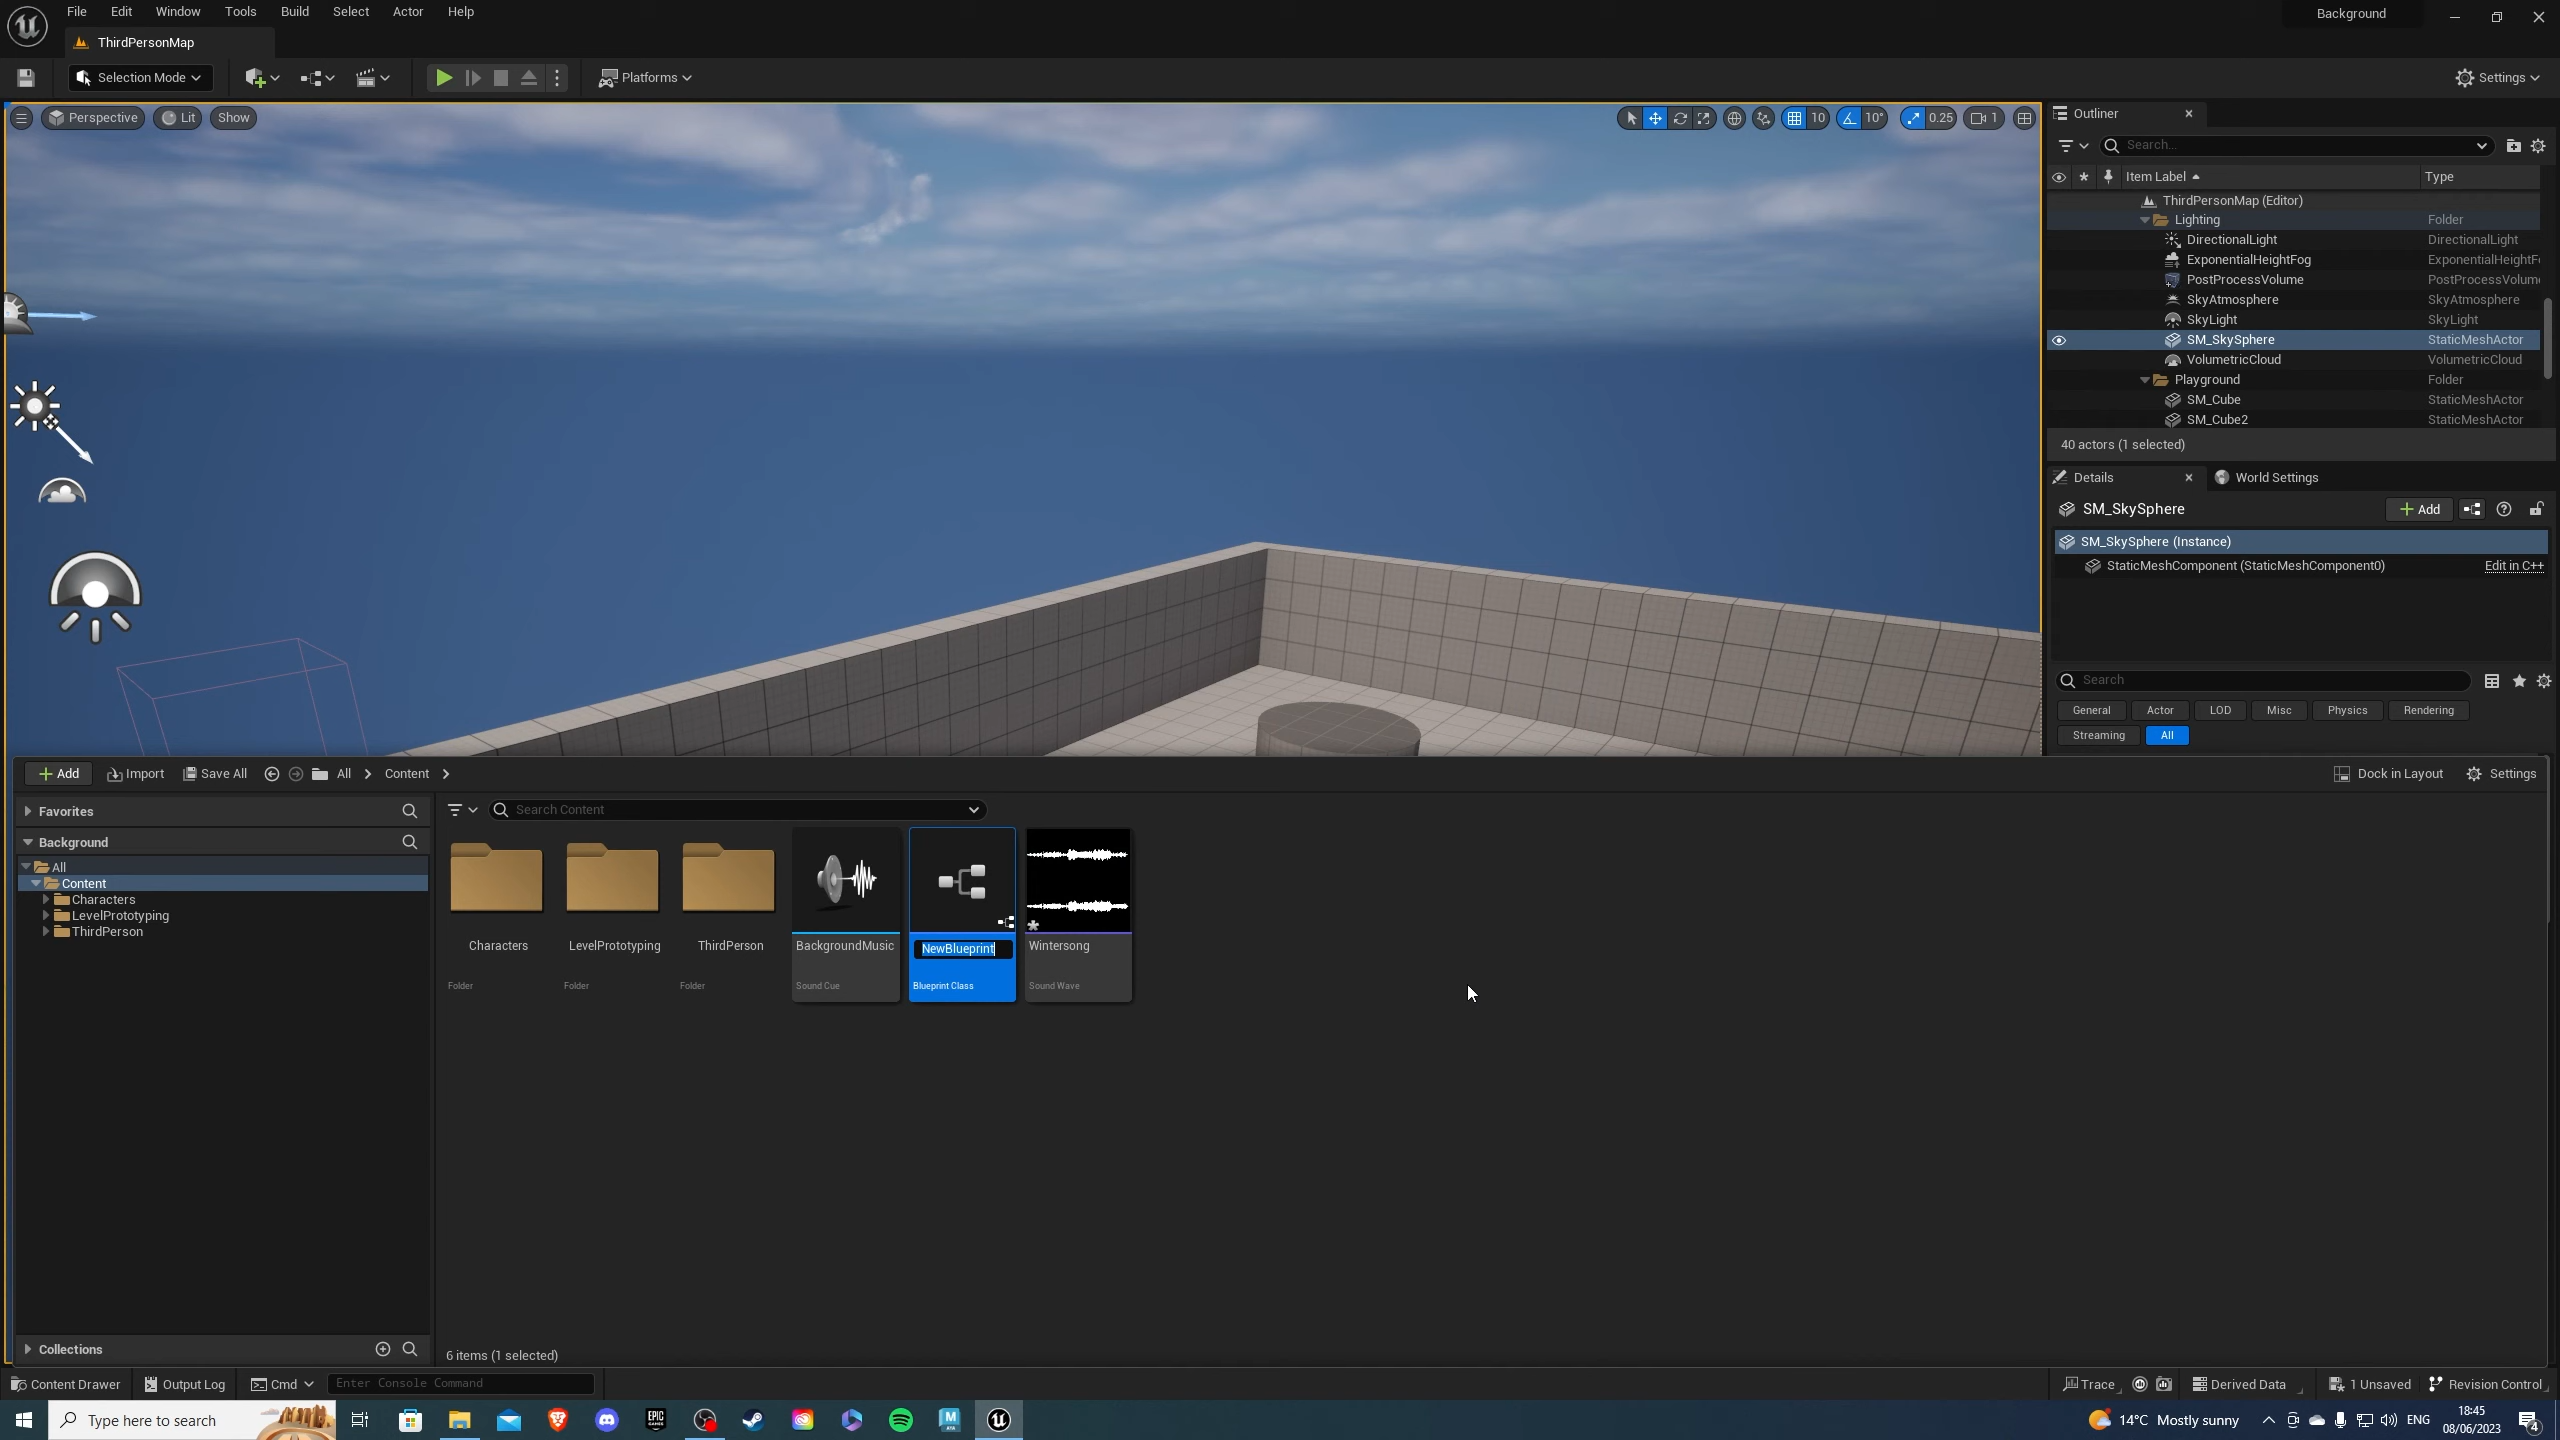 File Edit Window Tools Build Select Actor Help
Background
ThirdPersonMap
Selection Mode
Platforms
Settings
Perspective Lit Show
10 10° 0.25 1
Outliner
Search...
Item Label Type
ThirdPersonMap (Editor)
Lighting Folder
DirectionalLight DirectionalLight
ExponentialHeightFog ExponentialHeightF
PostProcessVolume PostProcessVolum
SkyAtmosphere SkyAtmosphere
SkyLight SkyLight
SM_SkySphere StaticMeshActor
VolumetricCloud VolumetricCloud
Playground Folder
SM_Cube StaticMeshActor
SM_Cube2 StaticMeshActor
40 actors (1 selected)
Details World Settings
SM_SkySphere Add
SM_SkySphere (Instance)
StaticMeshComponent (StaticMeshComponent0) Edit in C++
Search
General Actor LOD Misc Physics Rendering
Streaming All
Add Import Save All All Content Dock in Layout Settings
Favorites
Background
All
Content
Characters
LevelPrototyping
ThirdPerson
Collections
Search Content
Characters LevelPrototyping ThirdPerson BackgroundMusic NewBlueprint Wintersong
Folder Folder Folder Sound Cue Blueprint Class Sound Wave
6 items (1 selected)
Content Drawer Output Log Cmd Enter Console Command Trace Derived Data 1 Unsaved Revision Control
Type here to search
EPIC GAMES
M
14°C Mostly sunny ENG
18:45
08/06/2023
4